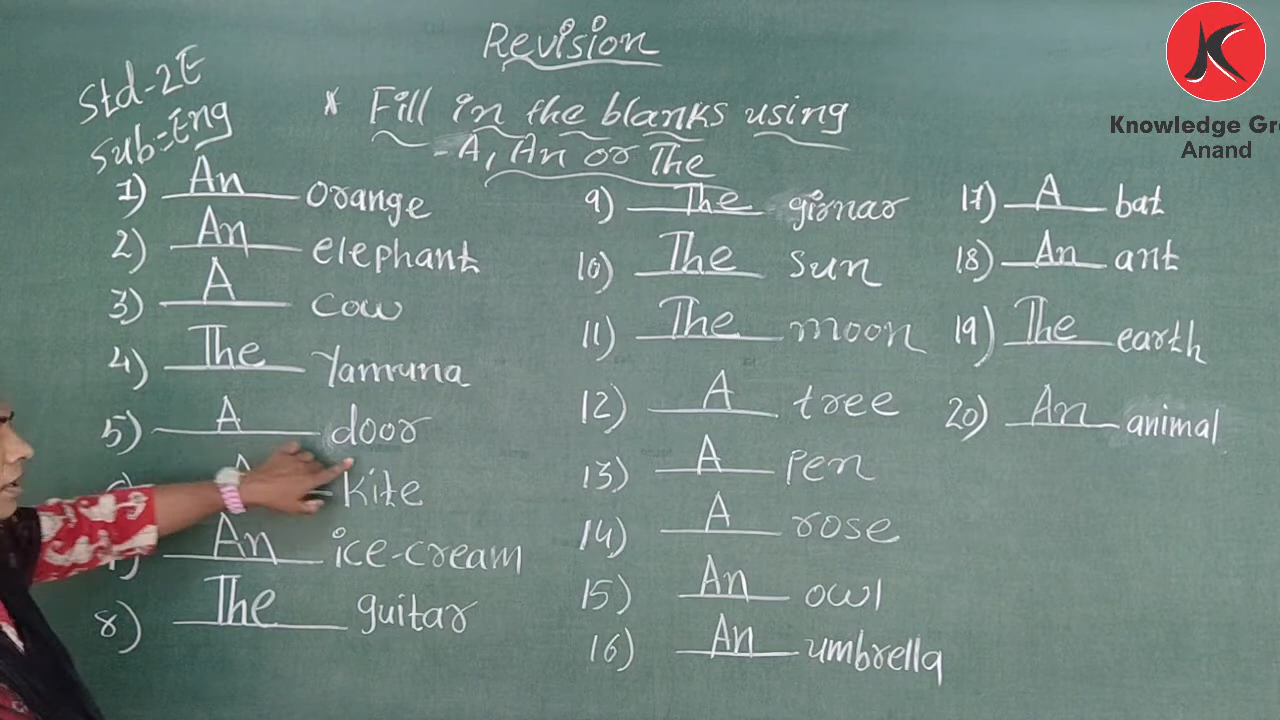 Revision
Std-2E
Sub=Eng
* Fill in the blanks using
- A, An or The
1) An orange
2) An elephant
3) A cow
4) The Yamuna
5) A door
A kite
An ice-cream
8) The guitar
9) The girnar
10) The sun
11) The moon
12) A tree
13) A pen
14) A rose
15) An owl
16) An umbrella
17) A bat
18) An ant
19) The earth
20) An animal
K
Knowledge Gro
Anand